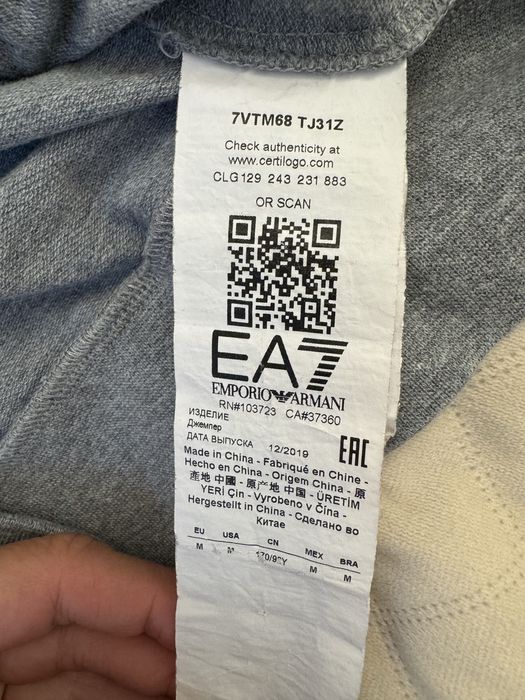 7VTM68 TJ31Z
Check authenticity at
www.certilogo.com
CLG129 243 231 883
OR SCAN
EA7
EMPORIO ARMANI
RN#103723 CA#37360
ИЗДЕЛИЕ
Джемпер
ДАТА ВЫПУСКА 12/2019
EAC
Made in China - Fabriqué en Chine -
Hecho en China - Origem China - 原
產地 中國 - 原产地 中国 - ÜRETİM
YERİ Çin - Vyrobeno v Čína -
Hergestellt in China - Сделано во
Китае
EU USA CN MEX BRA
M M M M